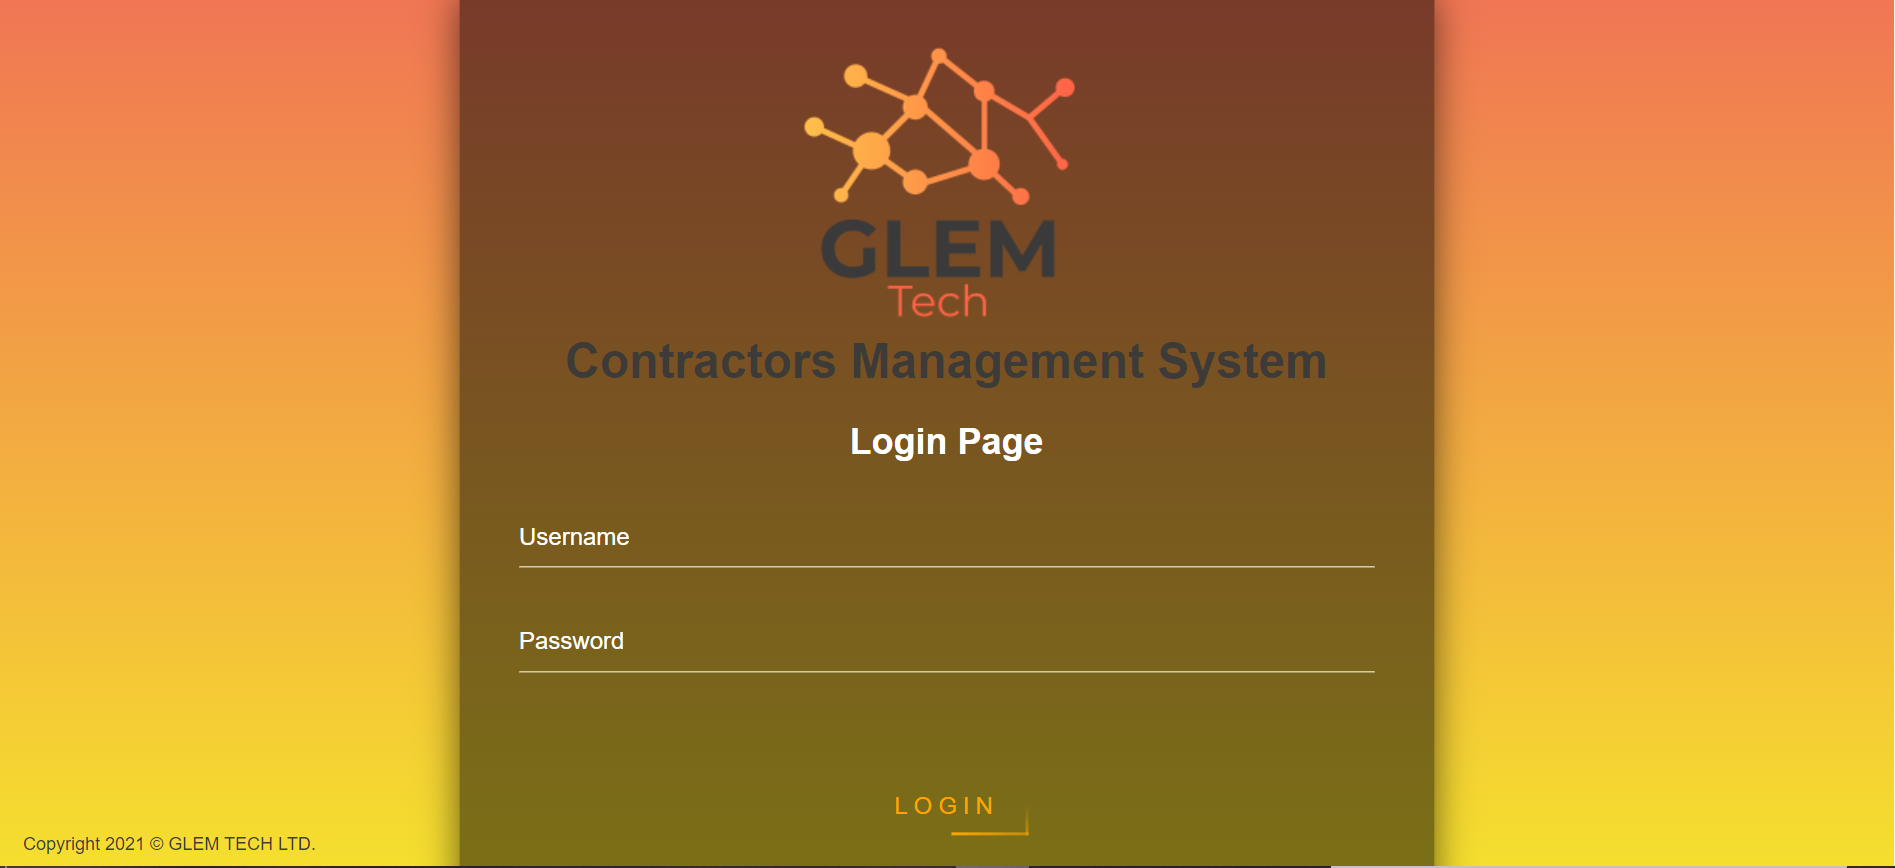 GLEM
Tech
Contractors Management System
Login Page
Username
Password
LOGIN
Copyright 2021 © GLEM TECH LTD.